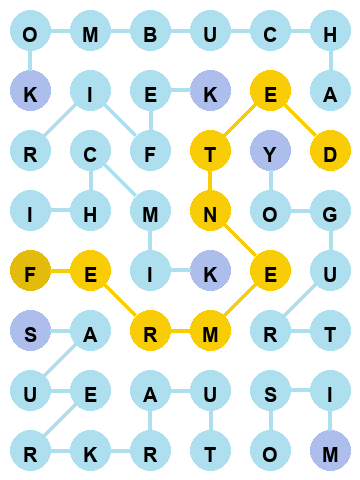 O M B U C H
K I E K E A
R C F T Y D
I H M N O G
F E I K E U
S A R M R T
U E A U S I
R K R T O M